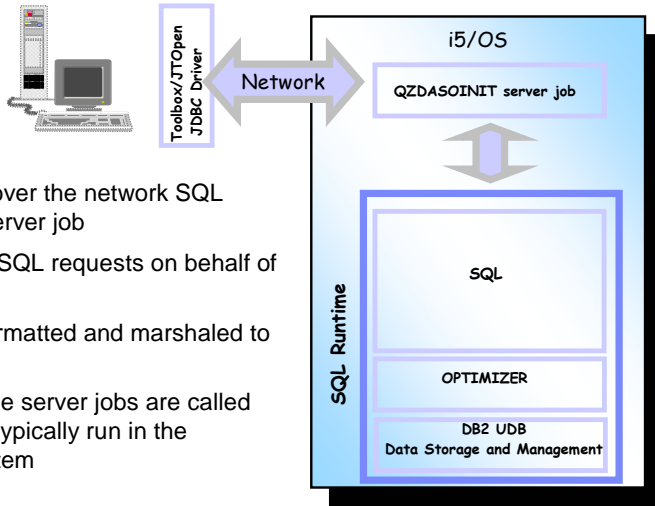 i5/OS
Toolbox/JTOpen
JDBC Driver
Network
QZDASOINIT server job
over the network SQL
erver job
SQL requests on behalf of
rmatted and marshaled to
e server jobs are called
ypically run in the
tem
SQL Runtime
SQL
OPTIMIZER
DB2 UDB
Data Storage and Management